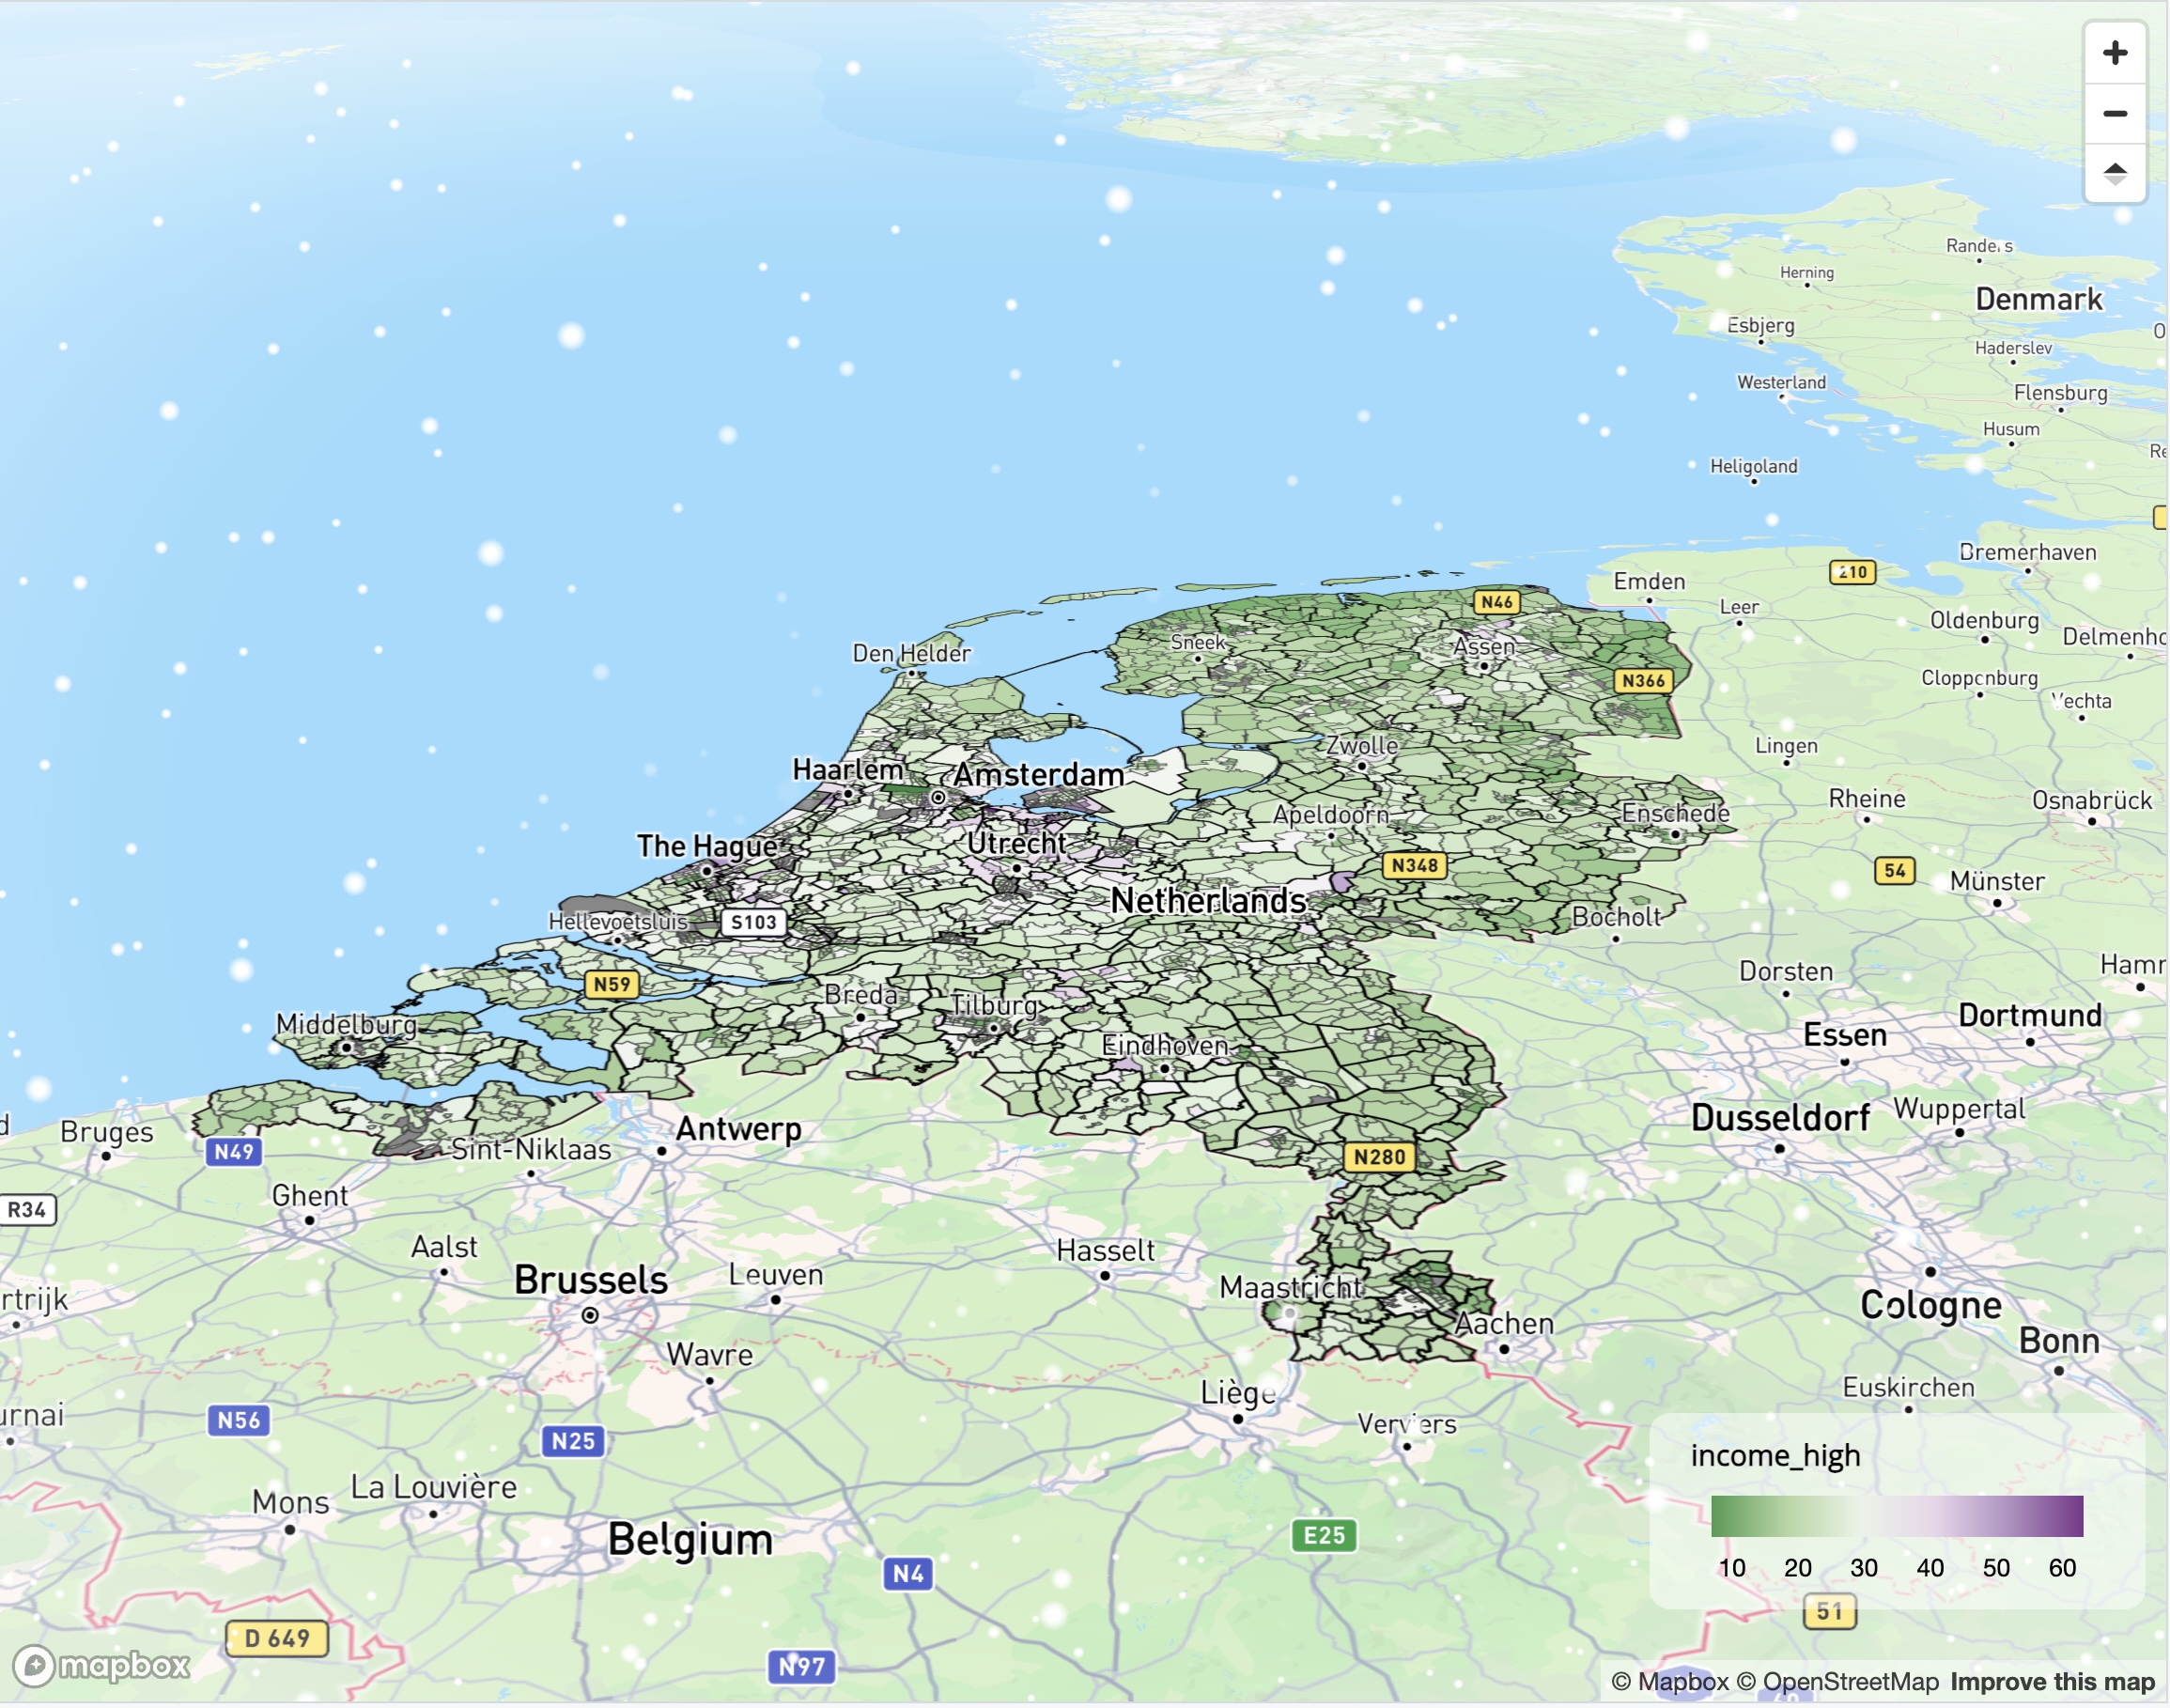 Randers
Herning
Denmark
Esbjerg
Haderslev
Westerland
Flensburg
Husum
Heligoland
Bremerhaven
210
Emden
N46
Leer
Oldenburg
Delmenho
Den Helder
Sneek
Assen
N366
Cloppenburg
Vechta
Zwolle
Lingen
Haarlem
Amsterdam
Rheine
Osnabrück
Apeldoorn
Enschede
The Hague
Utrecht
N348
54
Münster
Netherlands
Hellevoetsluis
S103
Bocholt
Dorsten
Hamr
N59
Breda
Tilburg
Essen
Dortmund
Middelburg
Eindhoven
Dusseldorf
Wuppertal
Bruges
N49
Sint-Niklaas
Antwerp
N280
R34
Ghent
Aalst
Hasselt
Brussels
Leuven
Maastricht
rtrijk
Aachen
Cologne
Bonn
Wavre
Liège
Euskirchen
urnai
N56
N25
Verviers
income_high
Mons
La Louvière
Belgium
E25
N4
10 20 30 40 50 60
51
D 649
N97
mapbox
© Mapbox © OpenStreetMap Improve this map